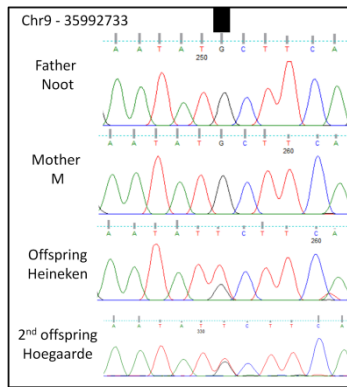 Chr9 - 35992733
A A T A T G C T T C A
250
Father
Noot
A A T A T G C T T C A
260
Mother
M
A A T A T T C T T C A
260
Offspring
Heineken
A A T A T T C T T C A
2nd offspring
Hoegaarde